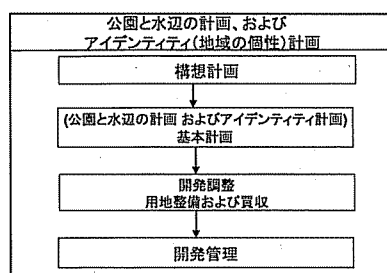 公園と水辺の計画、および
アイデンティティ(地域の個性)計画
構想計画
(公園と水辺の計画 およびアイデンティティ計画)
基本計画
開発調整
用地整備および買収
開発管理